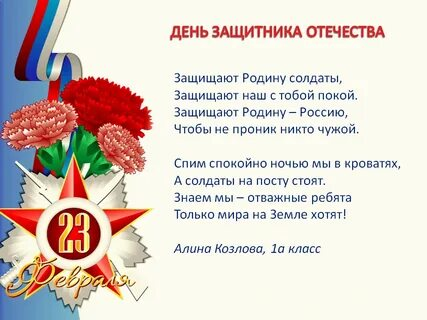 ДЕНЬ ЗАЩИТНИКА ОТЕЧЕСТВА
Защищают Родину солдаты,
Защищают наш с тобой покой.
Защищают Родину – Россию,
Чтобы не проник никто чужой.
Спим спокойно ночью мы в кроватях,
А солдаты на посту стоят.
Знаем мы – отважные ребята
Только мира на Земле хотят!
Алина Козлова, 1а класс
23
Февраля